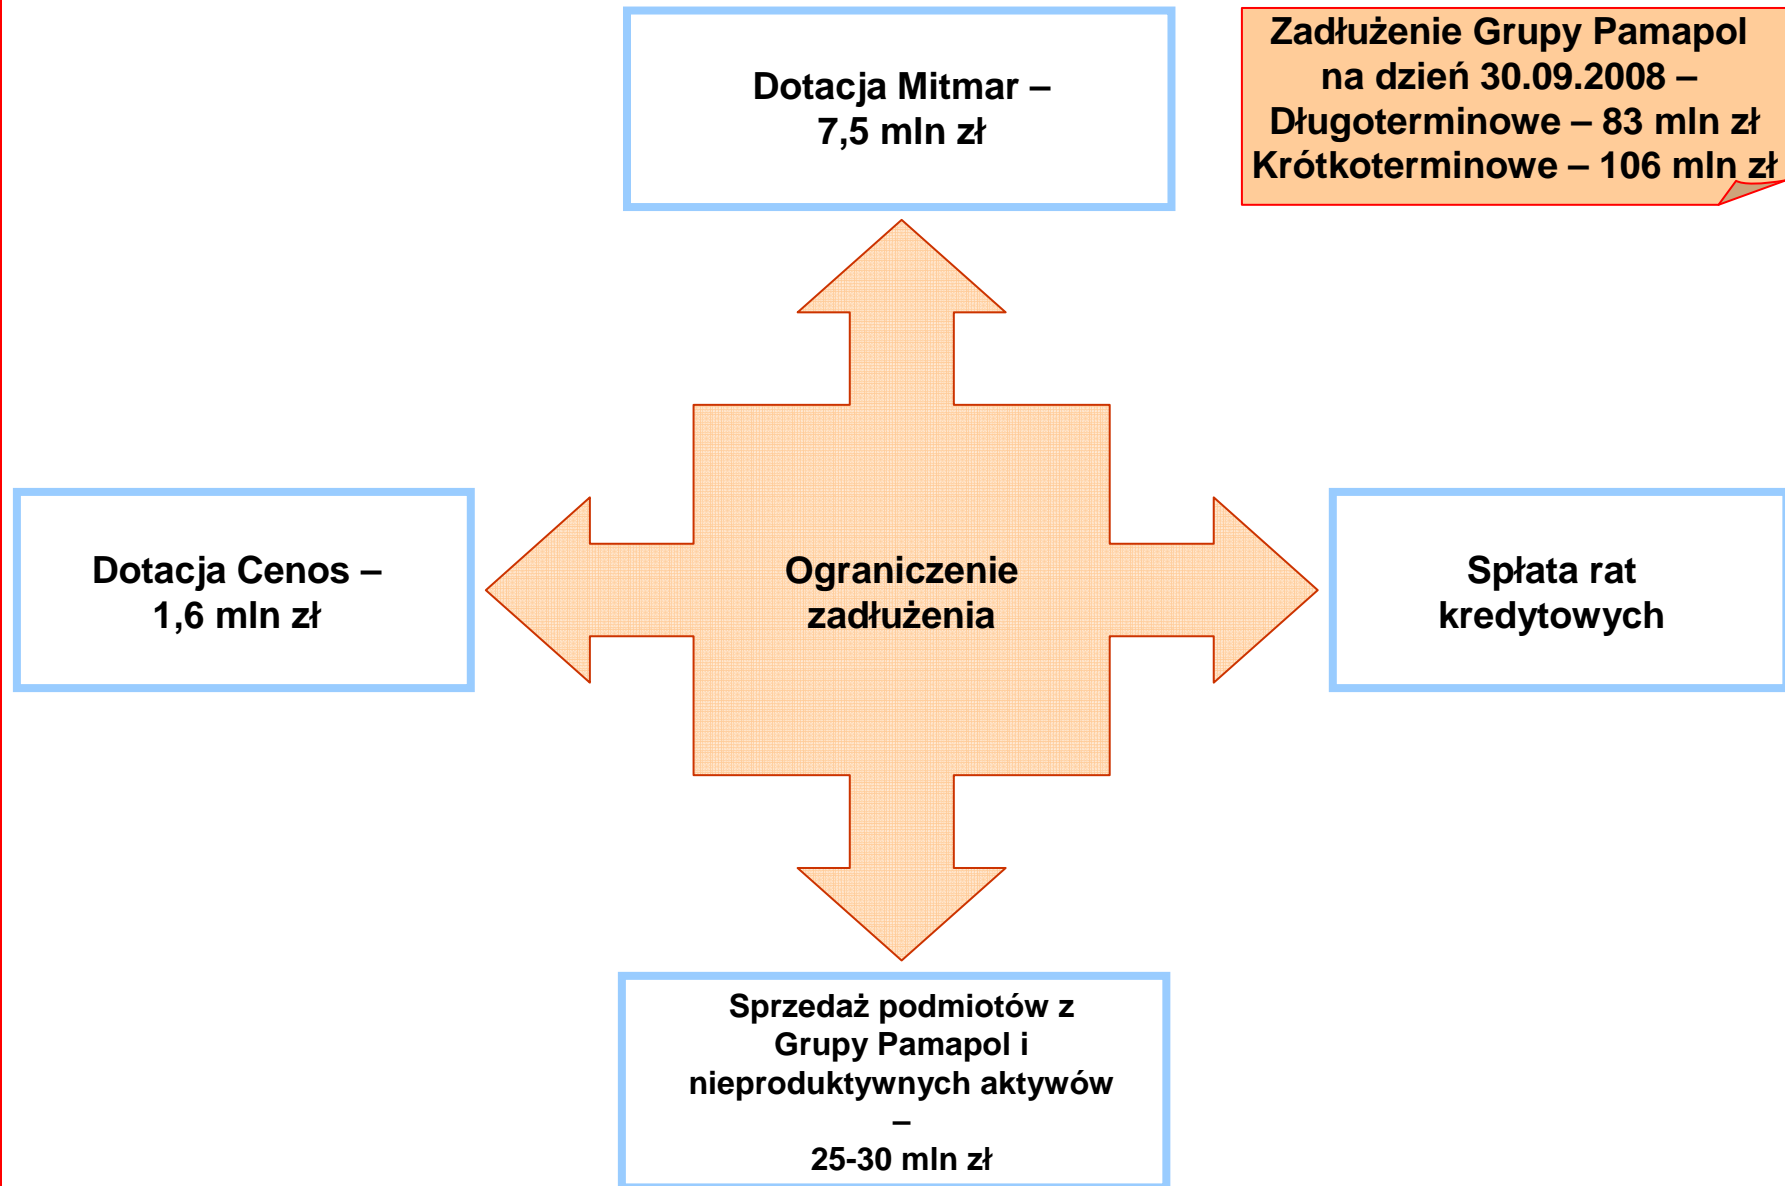 Dotacja Mitmar –
7,5 mln zł
Zadłużenie Grupy Pamapol
na dzień 30.09.2008 –
Długoterminowe – 83 mln zł
Krótkoterminowe – 106 mln zł
Dotacja Cenos –
1,6 mln zł
Ograniczenie
zadłużenia
Spłata rat
kredytowych
Sprzedaż podmiotów z
Grupy Pamapol i
nieproduktywnych aktywów
–
25-30 mln zł